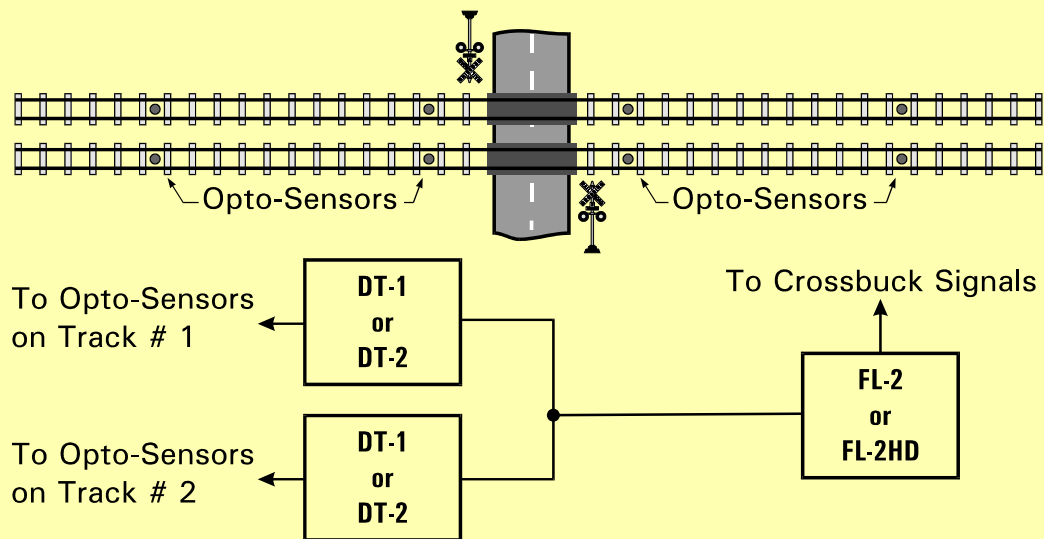 Opto-Sensors
Opto-Sensors
To Opto-Sensors
on Track # 1
DT-1
or
DT-2
To Crossbuck Signals
FL-2
or
FL-2HD
To Opto-Sensors
on Track # 2
DT-1
or
DT-2